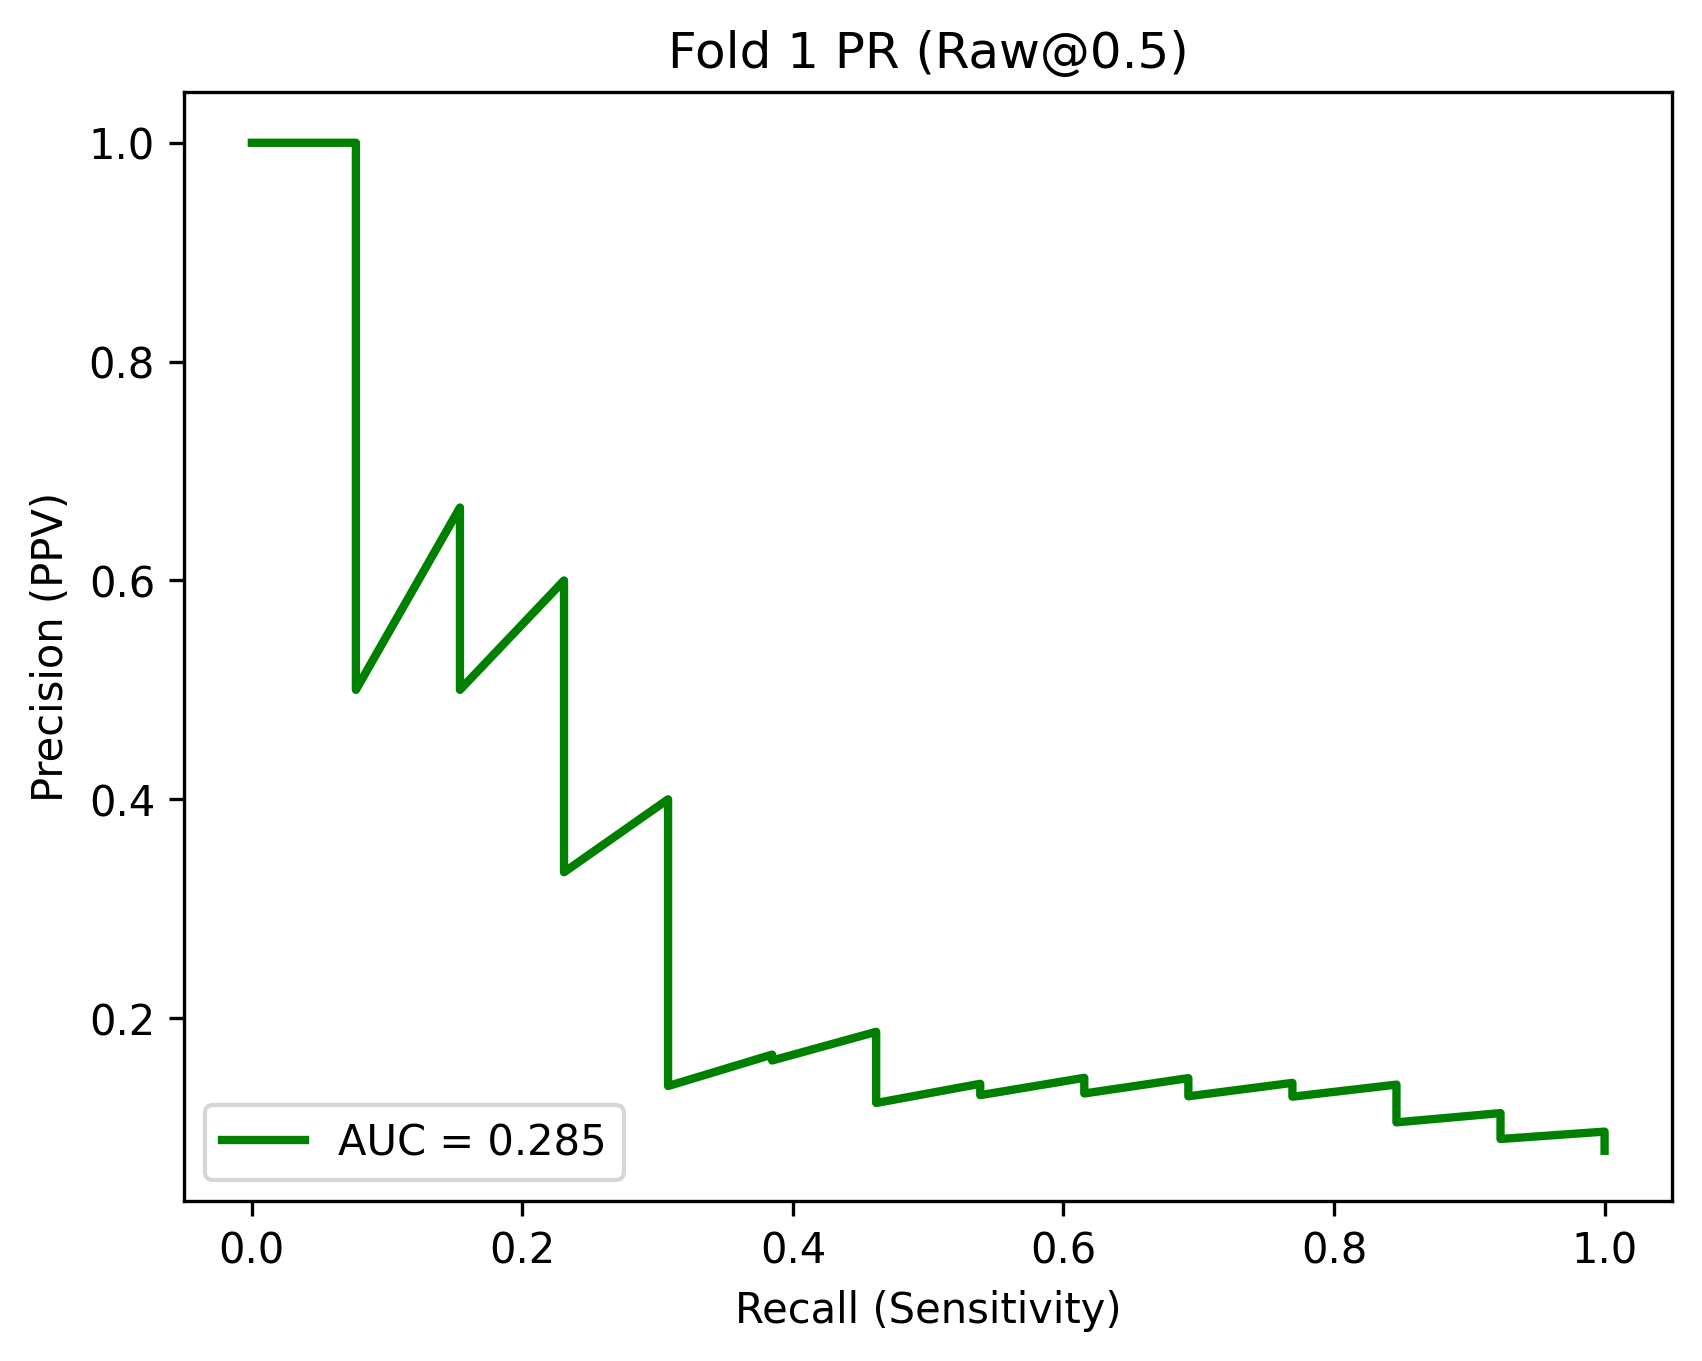 Fold 1 PR (Raw@0.5)
Precision (PPV)
1.0
0.8
0.6
0.4
0.2
AUC = 0.285
0.0 0.2 0.4 0.6 0.8 1.0
Recall (Sensitivity)